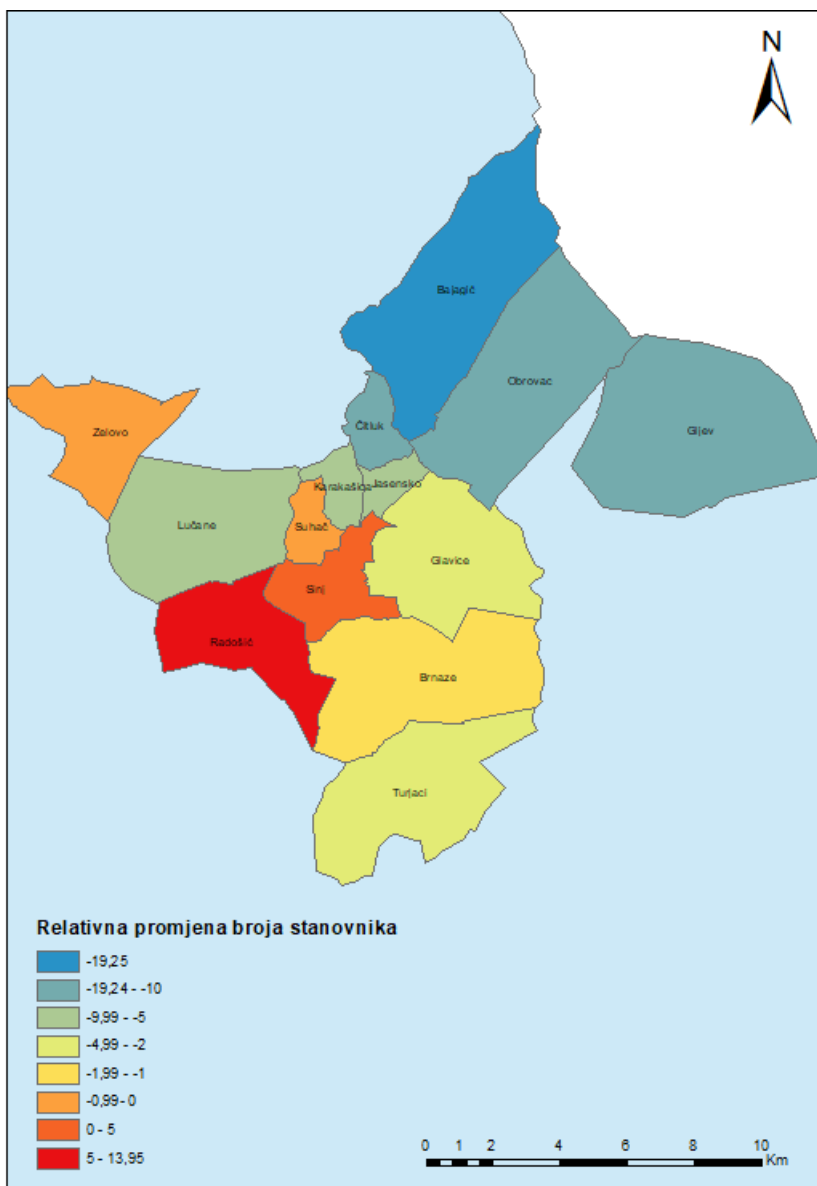 N
Bajagić
Obrovac
Gljev
Čitluk
Zelovo
Karakašica
Jasensko
Lučane
Suhač
Glavice
Sinj
Radošić
Brnaze
Turjaci
Relativna promjena broja stanovnika
-19,25
-19,24 - -10
-9,99 - -5
-4,99 - -2
-1,99 - -1
-0,99- 0
0 - 5
5 - 13,95
0 1 2 4 6 8 10
Km